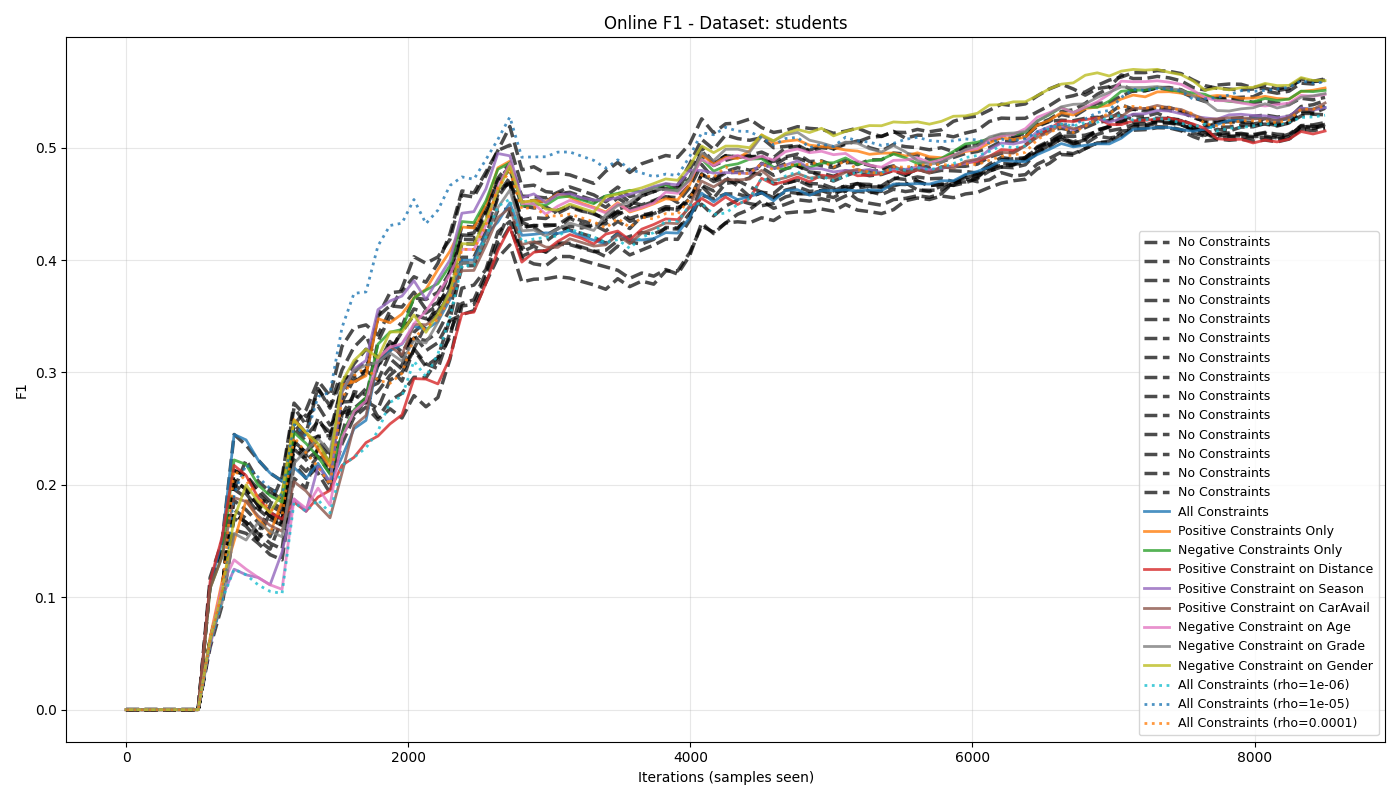 Online F1 - Dataset: students
F1
0.5
0.4
0.3
0.2
0.1
0.0
0
2000
4000
6000
8000
Iterations (samples seen)
No Constraints
No Constraints
No Constraints
No Constraints
No Constraints
No Constraints
No Constraints
No Constraints
No Constraints
No Constraints
No Constraints
No Constraints
No Constraints
No Constraints
All Constraints
Positive Constraints Only
Negative Constraints Only
Positive Constraint on Distance
Positive Constraint on Season
Positive Constraint on CarAvail
Negative Constraint on Age
Negative Constraint on Grade
Negative Constraint on Gender
All Constraints (rho=1e-06)
All Constraints (rho=1e-05)
All Constraints (rho=0.0001)